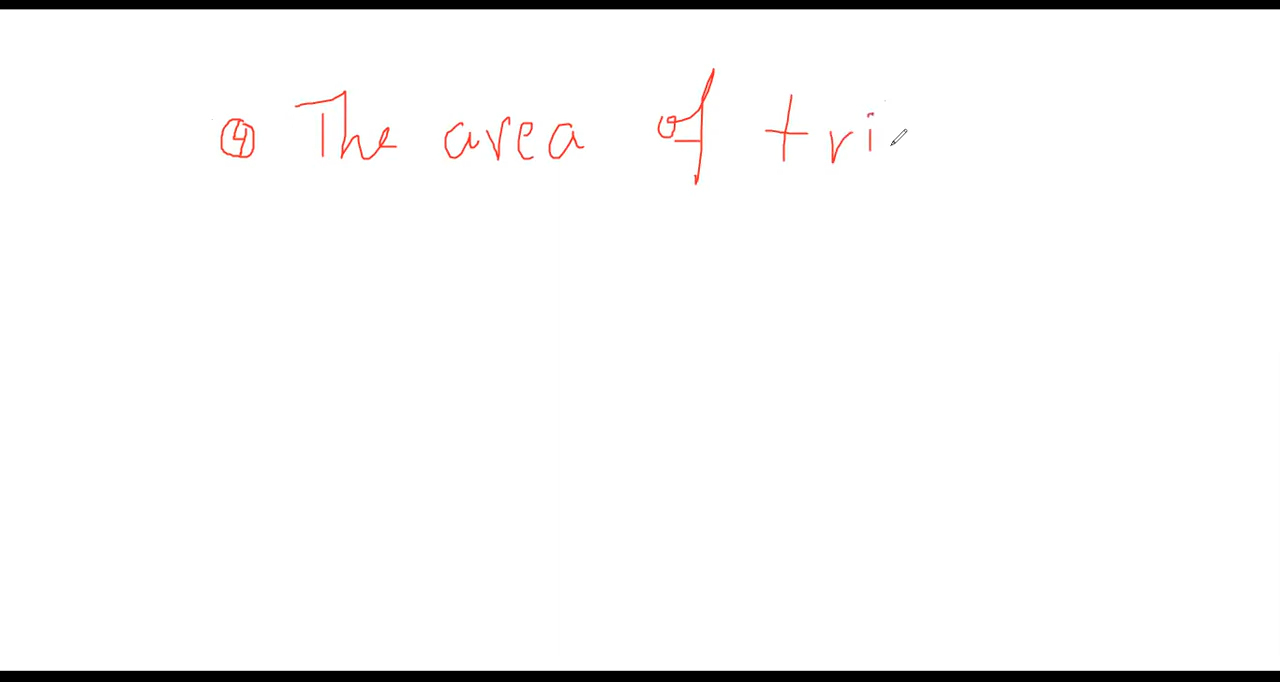 ④ The area of tri